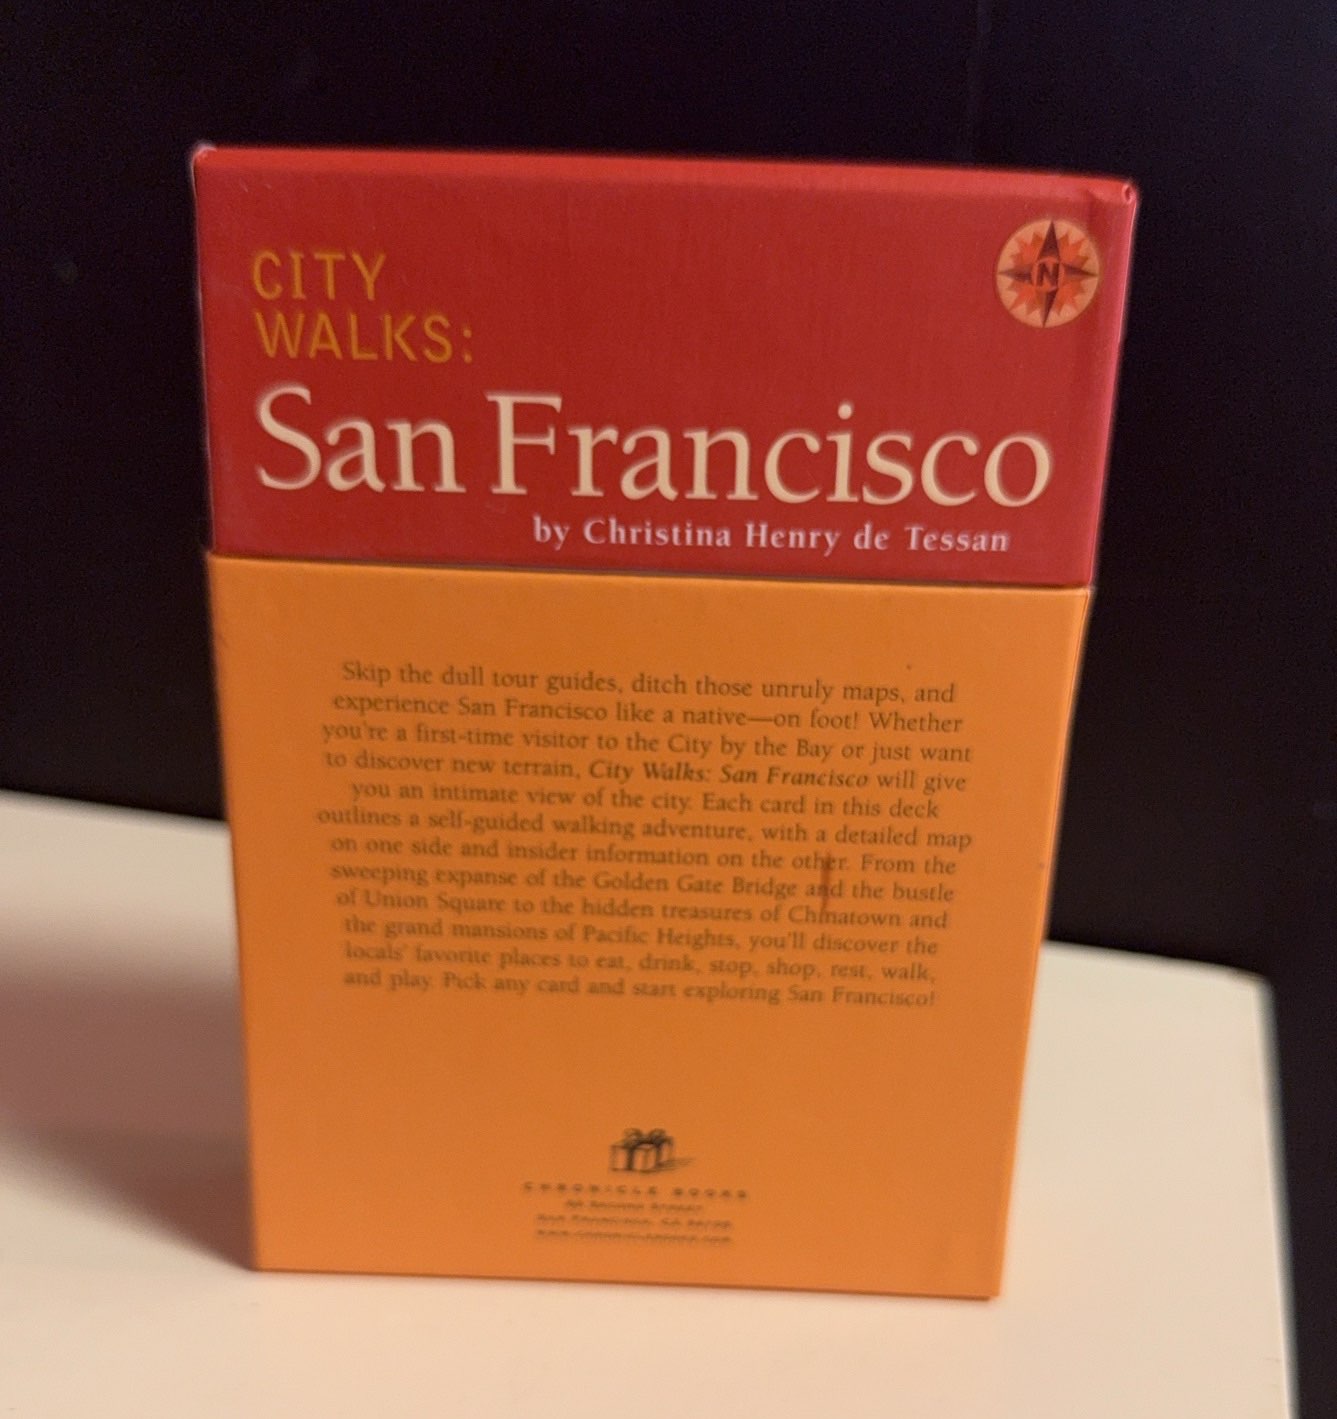 CITY
WALKS:
N
San Francisco
by Christina Henry de Tessan
Skip the dull tour guides, ditch those unruly maps, and
experience San Francisco like a native—on foot! Whether
you're a first-time visitor to the City by the Bay or just want
to discover new terrain, City Walks: San Francisco will give
you an intimate view of the city. Each card in this deck
outlines a self-guided walking adventure, with a detailed map
on one side and insider information on the other. From the
sweeping expanse of the Golden Gate Bridge and the bustle
of Union Square to the hidden treasures of Chinatown and
the grand mansions of Pacific Heights, you'll discover the
locals' favorite places to eat, drink, stop, shop, rest, walk,
and play. Pick any card and start exploring San Francisco!
CHRONICLE BOOKS